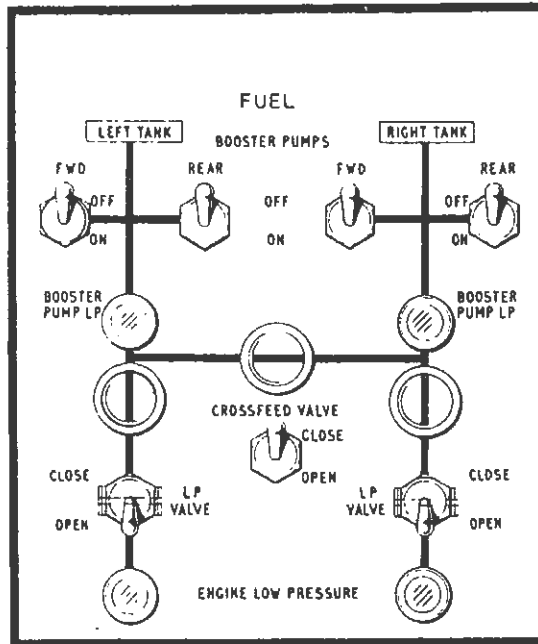 FUEL
LEFT TANK
RIGHT TANK
BOOSTER PUMPS
FWD
REAR
FWD
REAR
OFF
OFF
OFF
ON
ON
ON
BOOSTER
PUMP LP
BOOSTER
PUMP LP
CROSSFEED VALVE
CLOSE
OPEN
CLOSE
LP
VALVE
OPEN
LP
VALVE
CLOSE
OPEN
ENGINE LOW PRESSURE